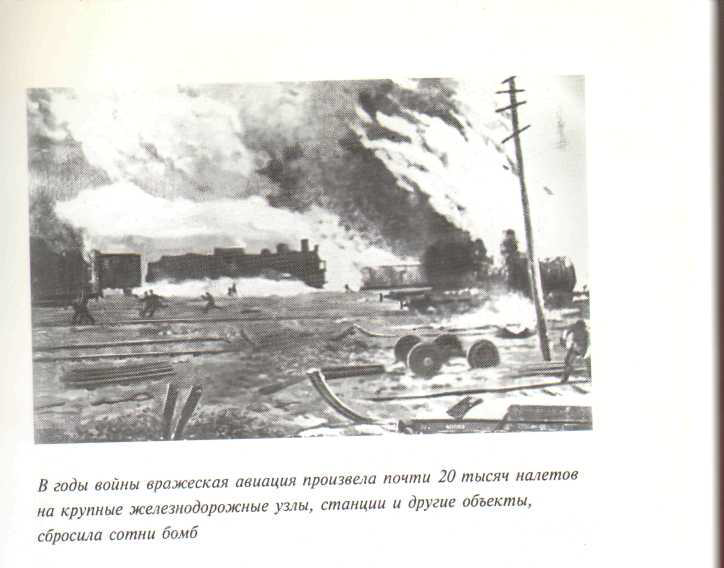 В годы войны вражеская авиация произвела почти 20 тысяч налетов
на крупные железнодорожные узлы, станции и другие объекты,
сбросила сотни бомб